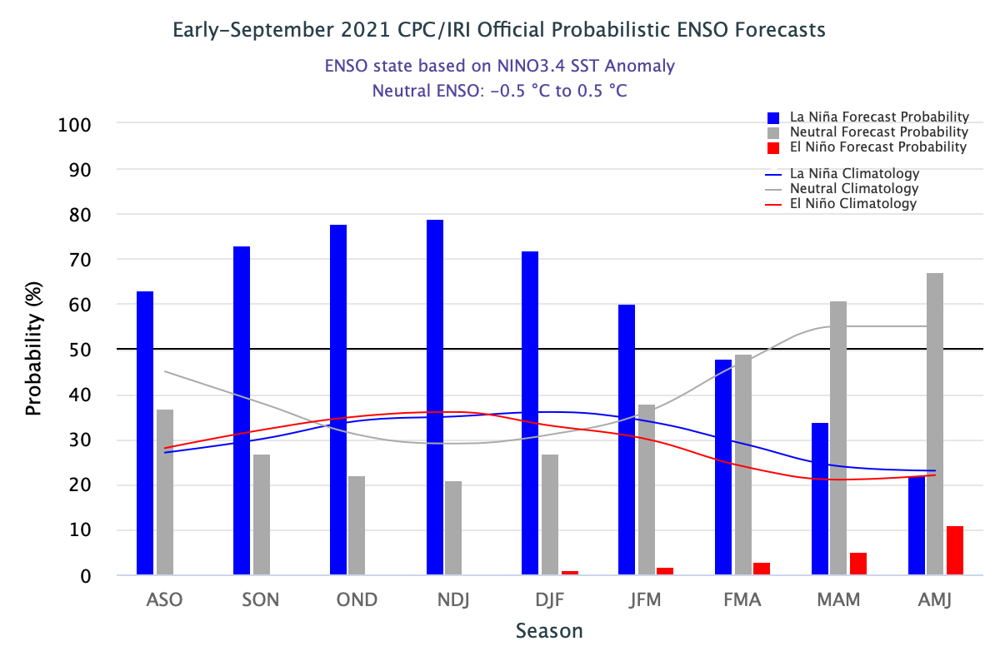 Early-September 2021 CPC/IRI Official Probabilistic ENSO Forecasts
ENSO state based on NINO3.4 SST Anomaly
Neutral ENSO: -0.5 °C to 0.5 °C
La Niña Forecast Probability
Neutral Forecast Probability
El Niño Forecast Probability
La Niña Climatology
Neutral Climatology
El Niño Climatology
Probability (%)
100
90
80
70
60
50
40
30
20
10
0
ASO SON OND NDJ DJF JFM FMA MAM AMJ
Season